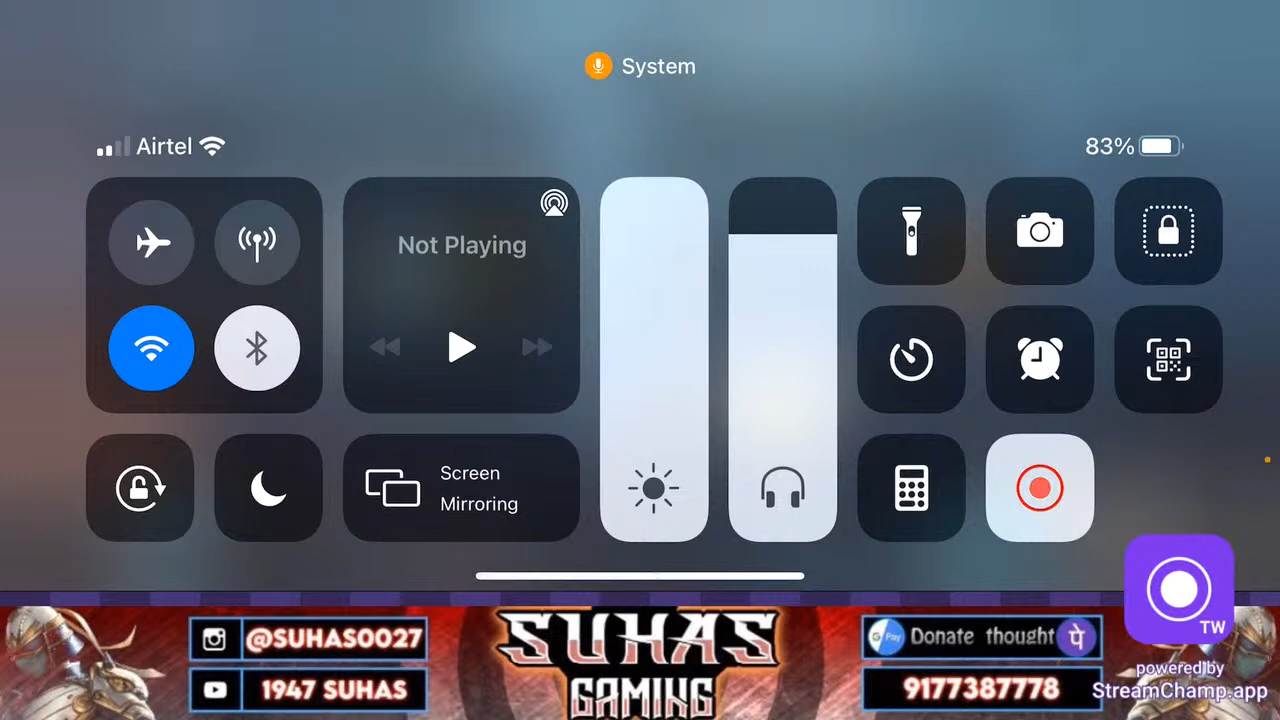 System
Airtel
83%
Not Playing
Screen
Mirroring
TW
@SUHAS0027
1947 SUHAS
SUHAS
GAMING
G Pay Donate thought पे
9177387778
powered by
StreamChamp.app